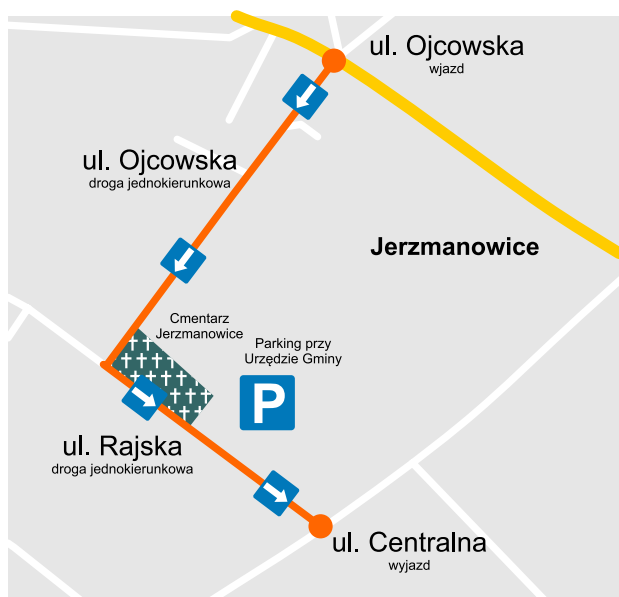 ul. Ojcowska
wjazd
ul. Ojcowska
droga jednokierunkowa
Jerzmanowice
Cmentarz
Jerzmanowice
Parking przy
Urzędzie Gminy
P
ul. Rajska
droga jednokierunkowa
ul. Centralna
wyjazd